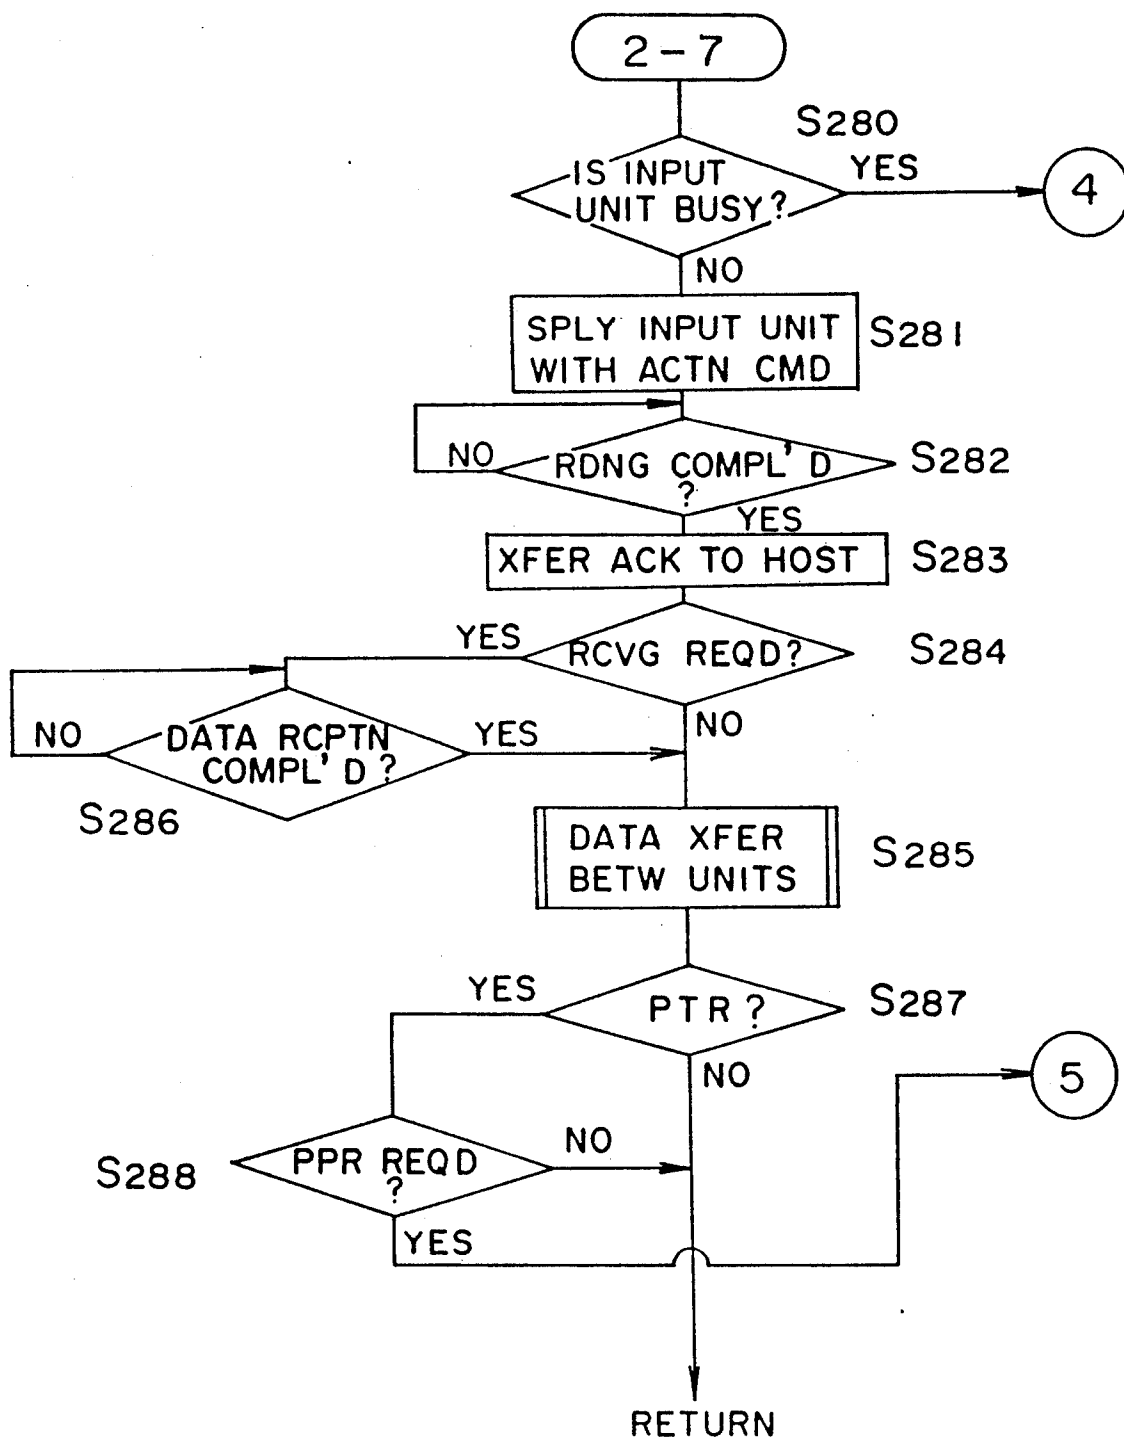 2-7
S280
IS INPUT
UNIT BUSY?
YES
4
NO
SPLY INPUT UNIT
WITH ACTN CMD
S281
NO
RDNG COMPL'D
?
S282
YES
XFER ACK TO HOST
S283
YES
RCVG REQD?
S284
NO
NO
DATA RCPTN
COMPL'D?
YES
S286
DATA XFER
BETW UNITS
S285
YES
PTR?
S287
NO
5
S288
PPR REQD
?
NO
YES
RETURN